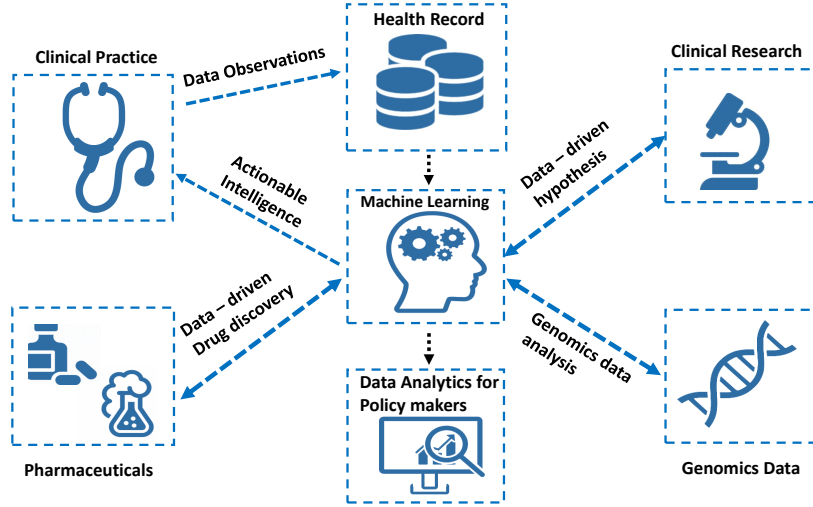 Health Record
Clinical Practice
Data Observations
Clinical Research
Actionable
Intelligence
Machine Learning
Data – driven
hypothesis
Data – driven
Drug discovery
Genomics data
analysis
Data Analytics for
Policy makers
Pharmaceuticals
Genomics Data